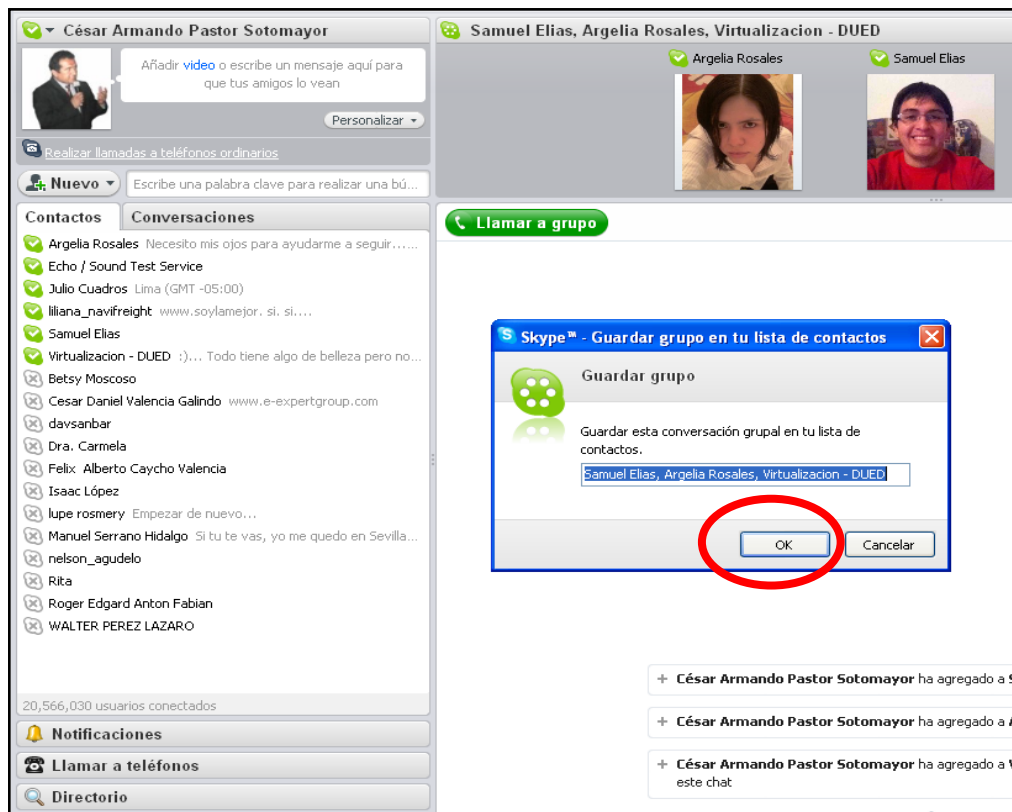 César Armando Pastor Sotomayor
Añadir video o escribe un mensaje aquí para
que tus amigos lo vean
Personalizar
Realizar llamadas a teléfonos ordinarios
Nuevo
Escribe una palabra clave para realizar una bú...
Contactos
Conversaciones
Argelia Rosales Necesito mis ojos para ayudarme a seguir......
Echo / Sound Test Service
Julio Cuadros Lima (GMT -05:00)
liliana_navifreight www.soylamejor. si. si....
Samuel Elias
Virtualizacion - DUED :)... Todo tiene algo de belleza pero no...
Betsy Moscoso
Cesar Daniel Valencia Galindo www.e-expertgroup.com
davsanbar
Dra. Carmela
Felix Alberto Caycho Valencia
Isaac López
lupe rosmery Empezar de nuevo...
Manuel Serrano Hidalgo Si tu te vas, yo me quedo en Sevilla...
nelson_agudelo
Rita
Roger Edgard Anton Fabian
WALTER PEREZ LAZARO
20,566,030 usuarios conectados
Notificaciones
Llamar a teléfonos
Directorio
Samuel Elias, Argelia Rosales, Virtualizacion - DUED
Argelia Rosales
Samuel Elias
Llamar a grupo
Skype™ - Guardar grupo en tu lista de contactos
Guardar grupo
Guardar esta conversación grupal en tu lista de
contactos.
Samuel Elias, Argelia Rosales, Virtualizacion - DUED
OK
Cancelar
César Armando Pastor Sotomayor ha agregado a
César Armando Pastor Sotomayor ha agregado a
César Armando Pastor Sotomayor ha agregado a
este chat